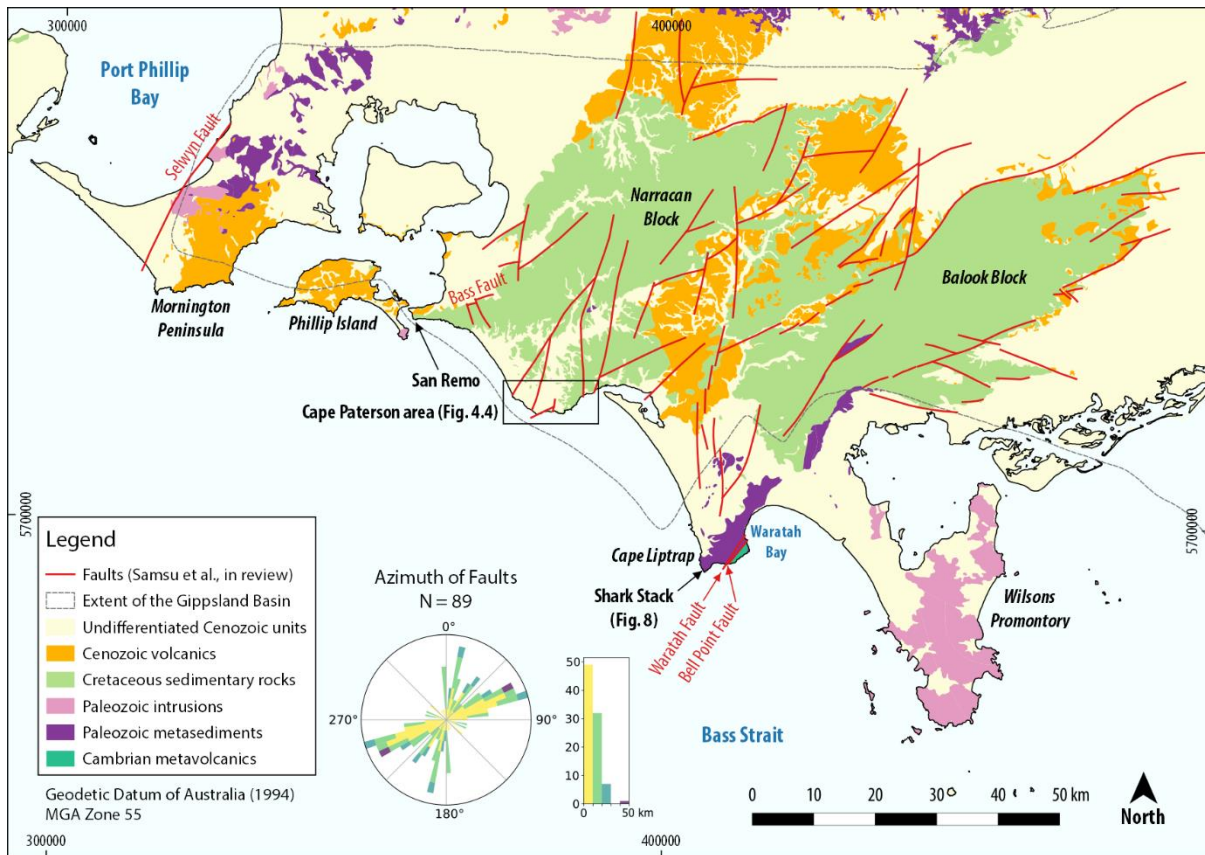 300000
400000
Port Phillip
Bay
Selwyn Fault
Narracan
Block
Balook Block
Bass Fault
Mornington
Peninsula
Phillip Island
San Remo
Cape Paterson area (Fig. 4.4)
5700000
5700000
Waratah
Bay
Cape Liptrap
Shark Stack
(Fig. 8)
Waratah Fault
Bell Point Fault
Wilsons
Promontory
Bass Strait
Legend
Faults (Samsu et al., in review)
Extent of the Gippsland Basin
Undifferentiated Cenozoic units
Cenozoic volcanics
Cretaceous sedimentary rocks
Paleozoic intrusions
Paleozoic metasediments
Cambrian metavolcanics
Geodetic Datum of Australia (1994)
MGA Zone 55
Azimuth of Faults
N = 89
0°
90°
180°
270°
50
40
30
20
10
0
0 50 km
0 10 20 30 40 50 km
North
300000
400000